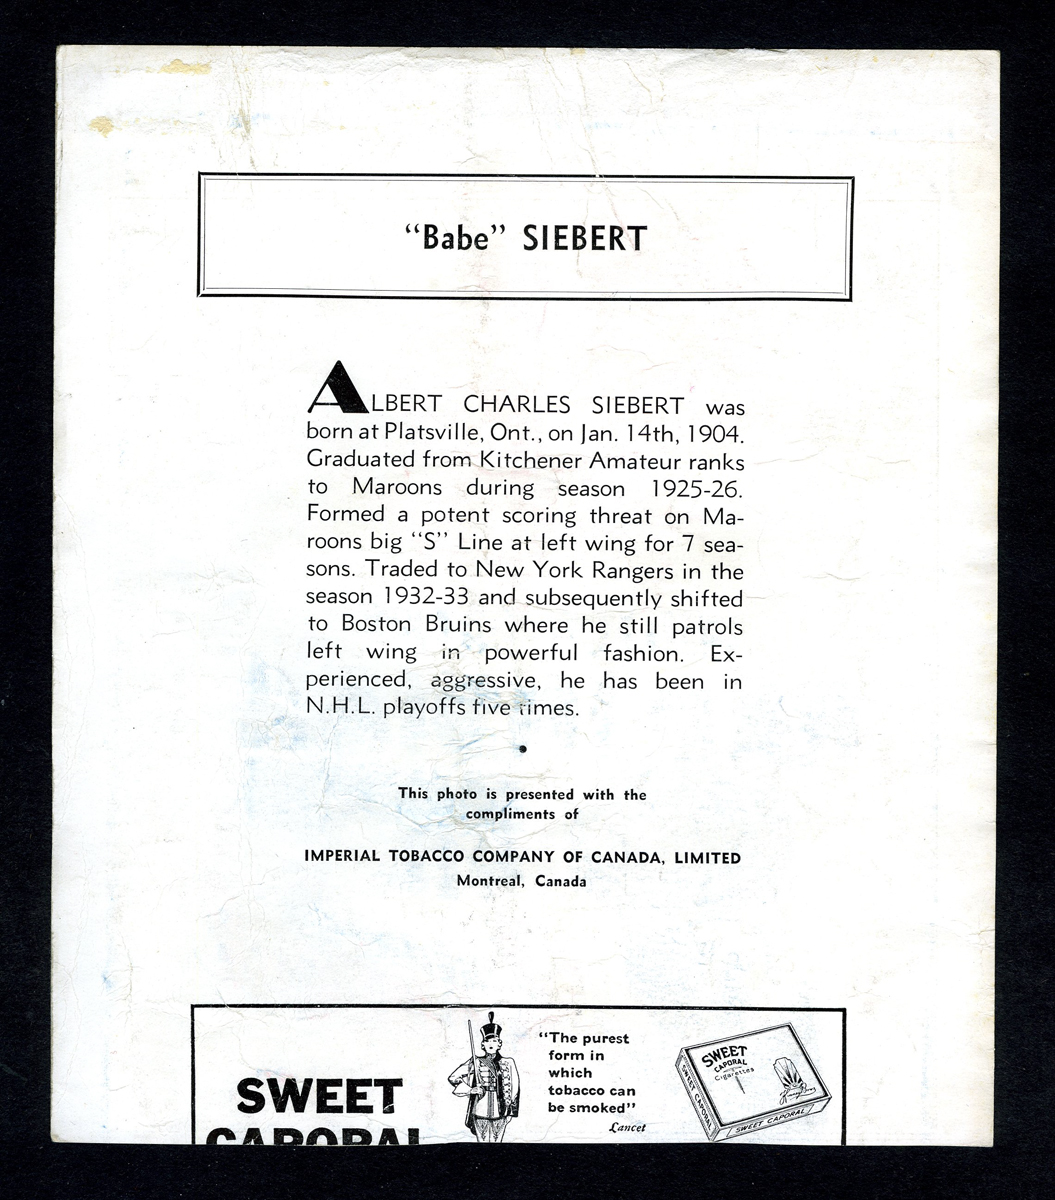 “Babe” SIEBERT
ALBERT CHARLES SIEBERT was
born at Platsville, Ont., on Jan. 14th, 1904.
Graduated from Kitchener Amateur ranks
to Maroons during season 1925-26.
Formed a potent scoring threat on Ma-
roons big “S” Line at left wing for 7 sea-
sons. Traded to New York Rangers in the
season 1932-33 and subsequently shifted
to Boston Bruins where he still patrols
left wing in powerful fashion. Ex-
perienced, aggressive, he has been in
N.H.L. playoffs five times.
•
This photo is presented with the
compliments of
IMPERIAL TOBACCO COMPANY OF CANADA, LIMITED
Montreal, Canada
SWEET
CAPORAL
“The purest
form in
which
tobacco can
be smoked”
Lancet
SWEET
CAPORAL
Cigarettes
Kinney Bros
SWEET CAPORAL
SWEET CAPORAL